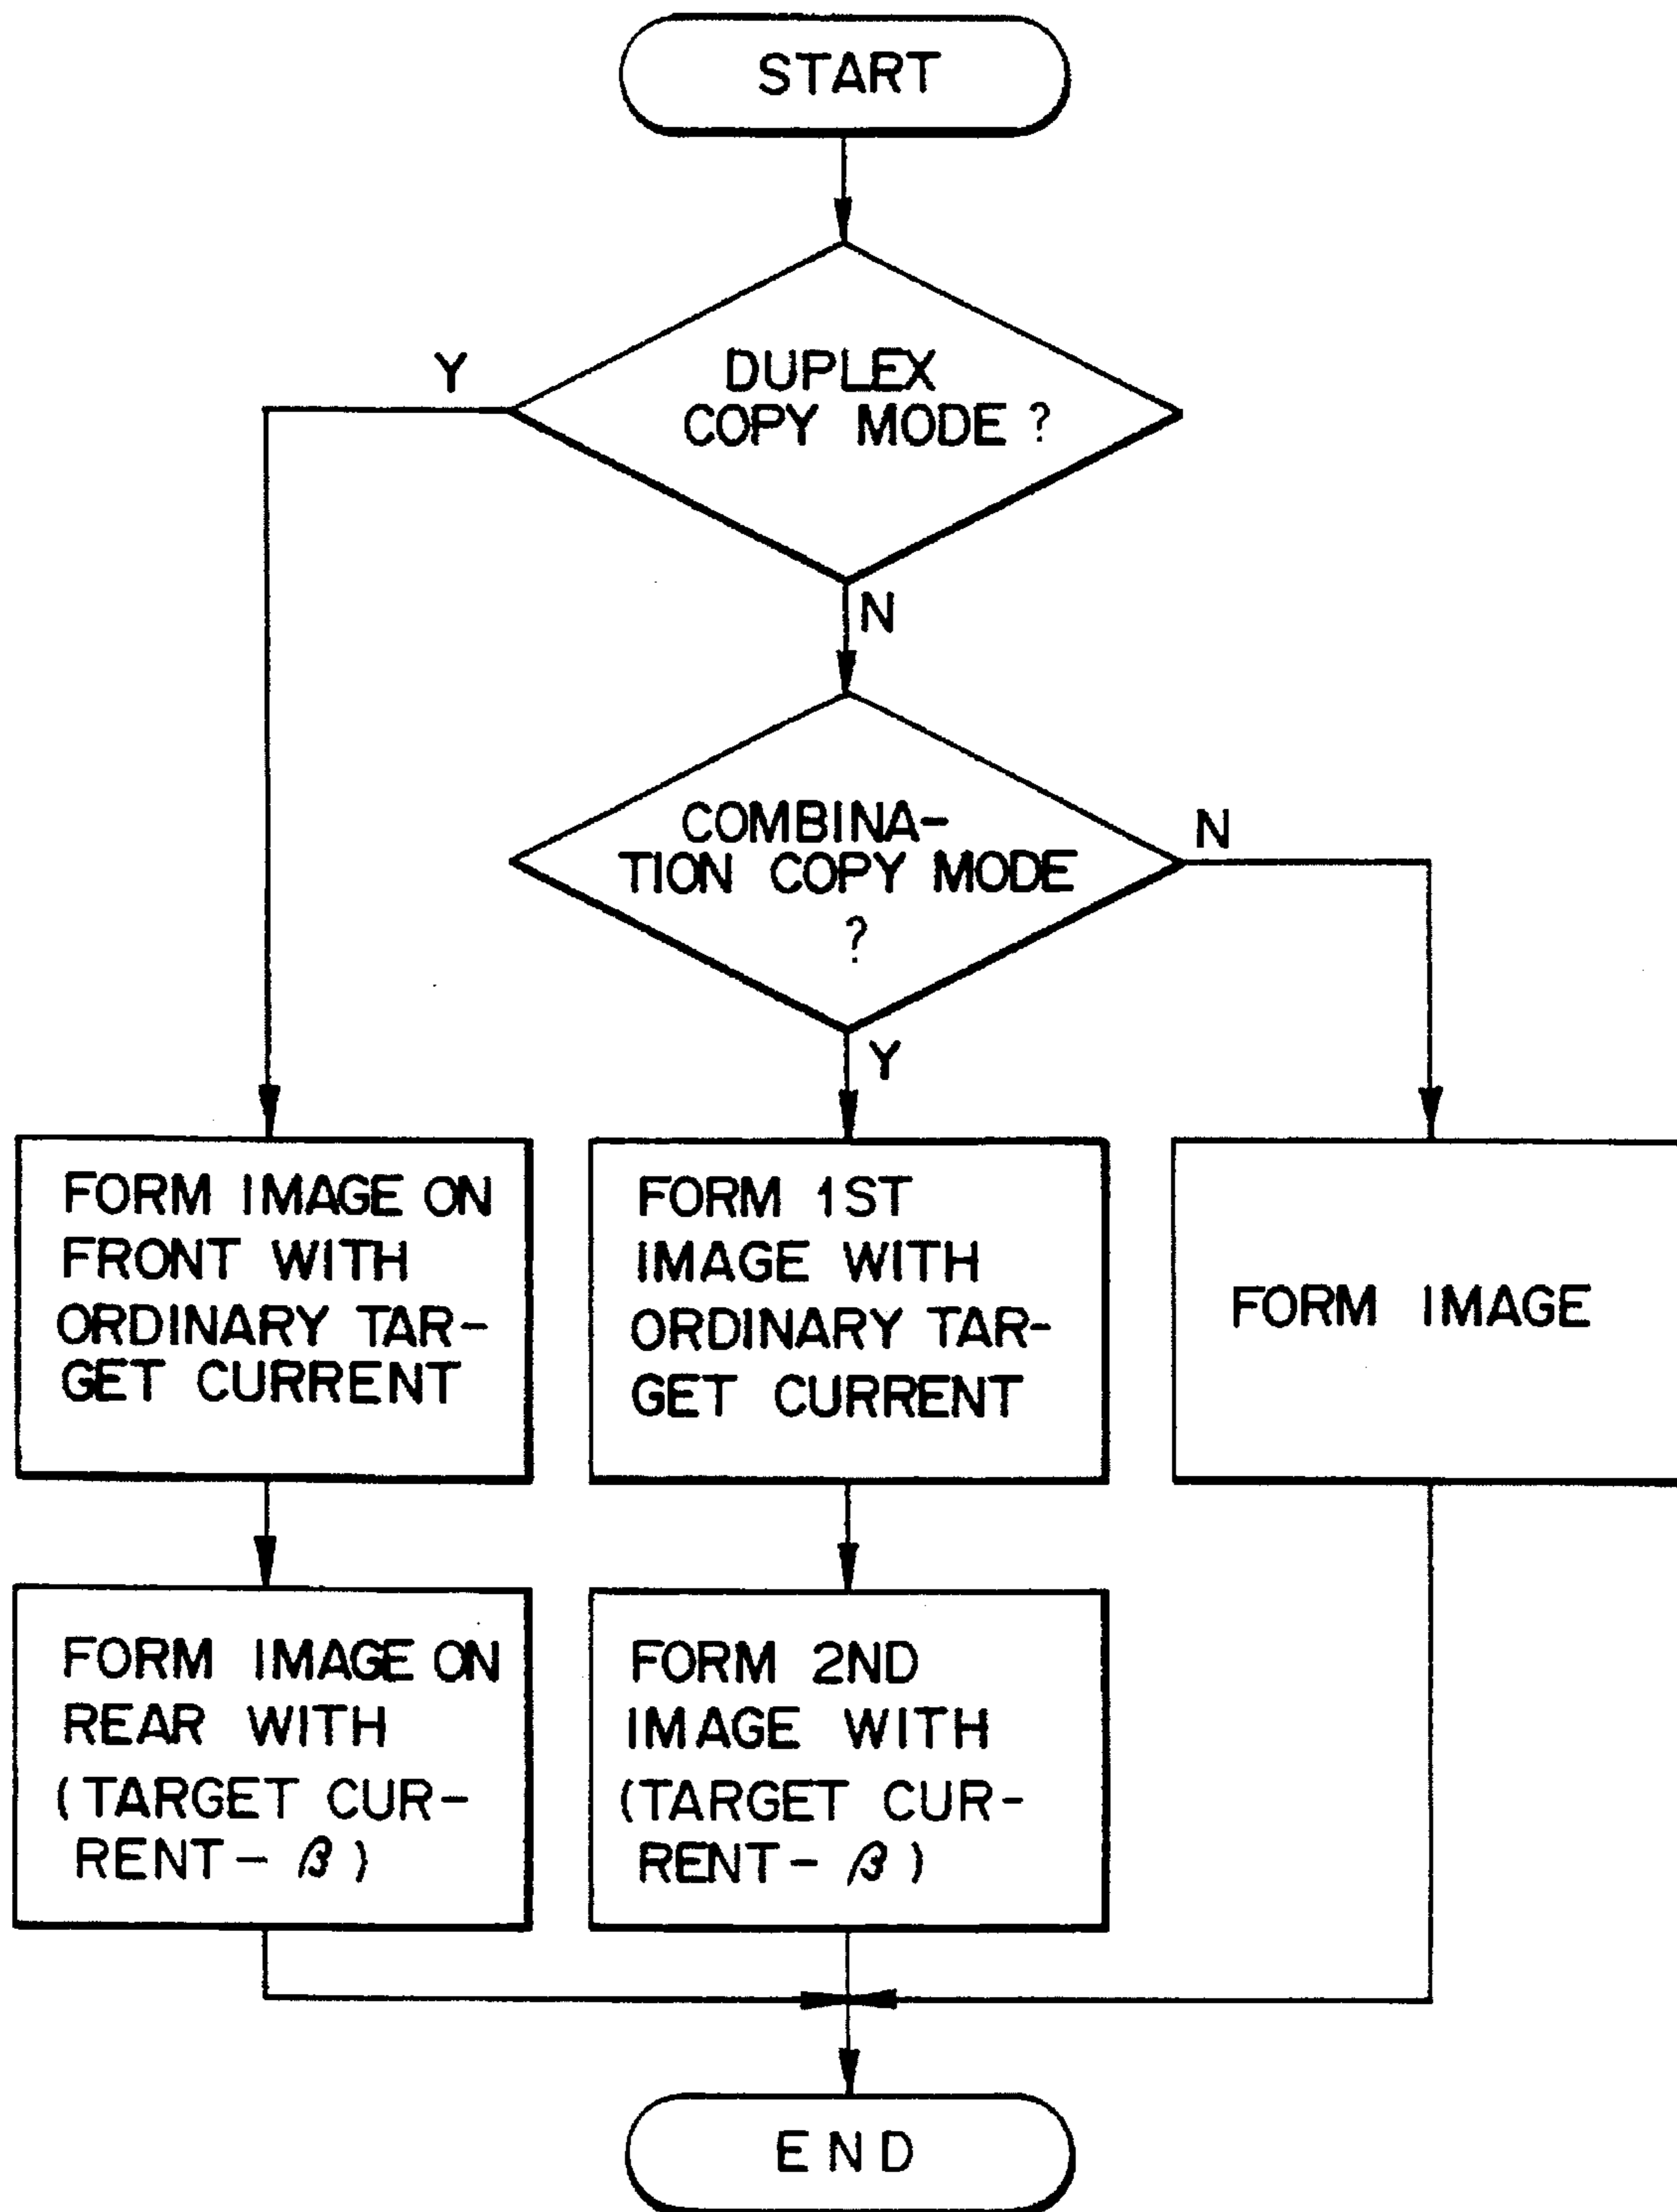 START
DUPLEX
COPY MODE ?
Y
N
COMBINA-
TION COPY MODE
?
N
Y
FORM IMAGE ON
FRONT WITH
ORDINARY TAR-
GET CURRENT
FORM 1ST
IMAGE WITH
ORDINARY TAR-
GET CURRENT
FORM IMAGE
FORM IMAGE ON
REAR WITH
(TARGET CUR-
RENT - β)
FORM 2ND
IMAGE WITH
(TARGET CUR-
RENT - β)
END